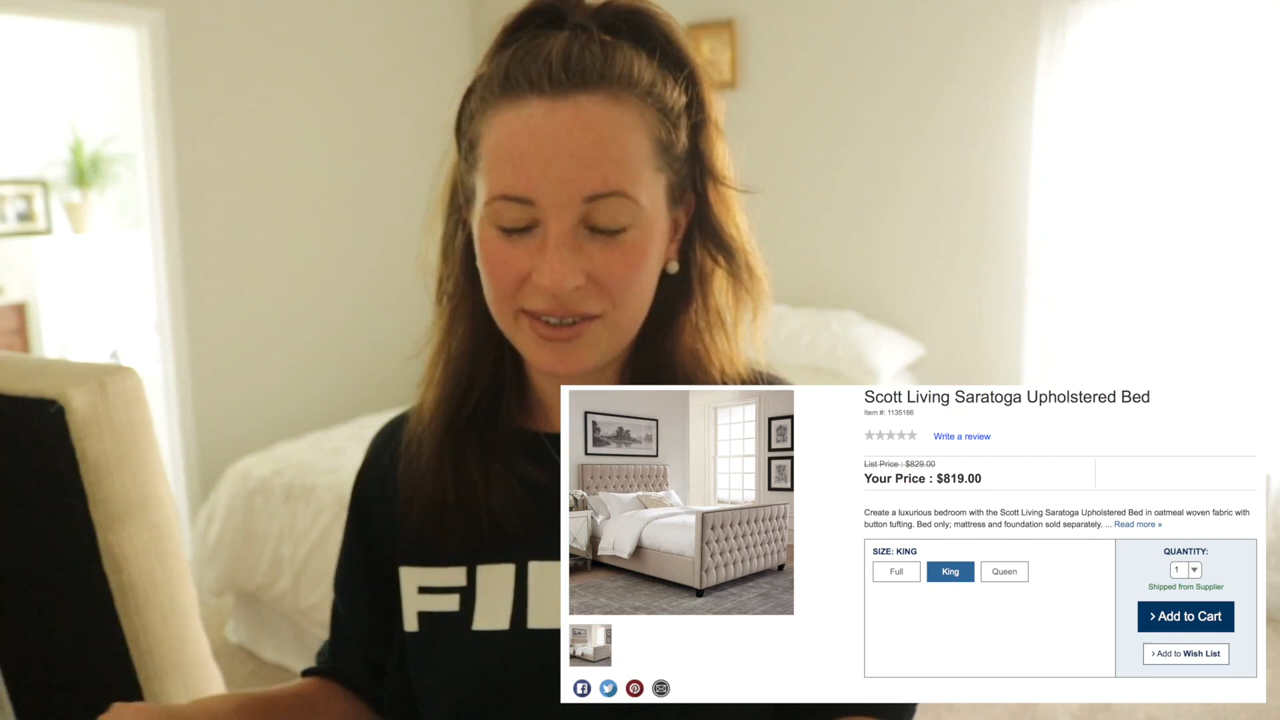 Scott Living Saratoga Upholstered Bed
Item #: 1135166
Write a review
List Price : $829.00
Your Price : $819.00
Create a luxurious bedroom with the Scott Living Saratoga Upholstered Bed in oatmeal woven fabric with
button tufting. Bed only; mattress and foundation sold separately. ... Read more »
SIZE: KING
Full
King
Queen
QUANTITY:
1
Shipped from Supplier
› Add to Cart
› Add to Wish List